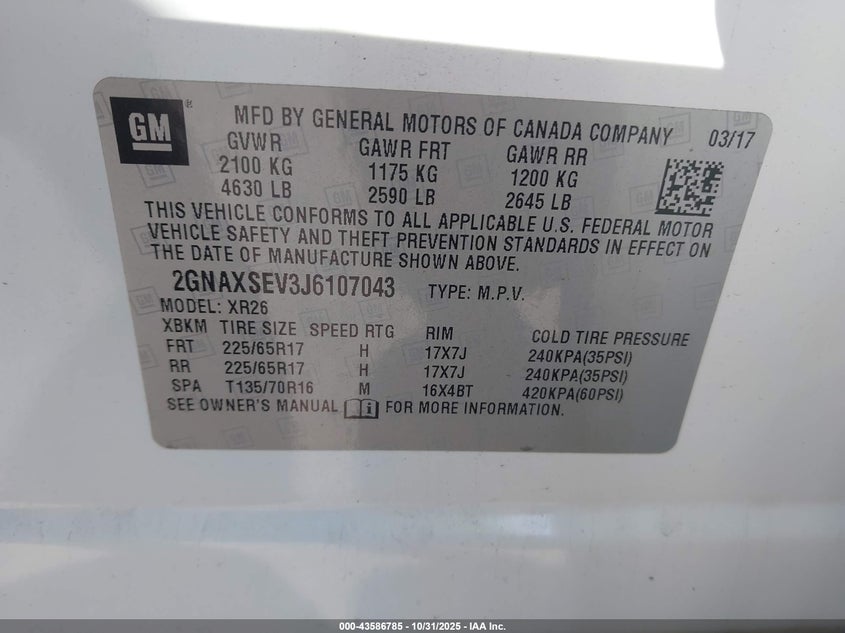 GM
MFD BY GENERAL MOTORS OF CANADA COMPANY 03/17
GVWR GAWR FRT GAWR RR
2100 KG 1175 KG 1200 KG
4630 LB 2590 LB 2645 LB
THIS VEHICLE CONFORMS TO ALL APPLICABLE U.S. FEDERAL MOTOR
VEHICLE SAFETY AND THEFT PREVENTION STANDARDS IN EFFECT ON
THE DATE OF MANUFACTURE SHOWN ABOVE.
2GNAXSEV3J6107043 TYPE: M.P.V.
MODEL: XR26
XBKM TIRE SIZE SPEED RTG RIM COLD TIRE PRESSURE
FRT 225/65R17 H 17X7J 240KPA(35PSI)
RR 225/65R17 H 17X7J 240KPA(35PSI)
SPA T135/70R16 M 16X4BT 420KPA(60PSI)
SEE OWNER'S MANUAL FOR MORE INFORMATION.
000-43586785 - 10/31/2025 - IAA Inc.